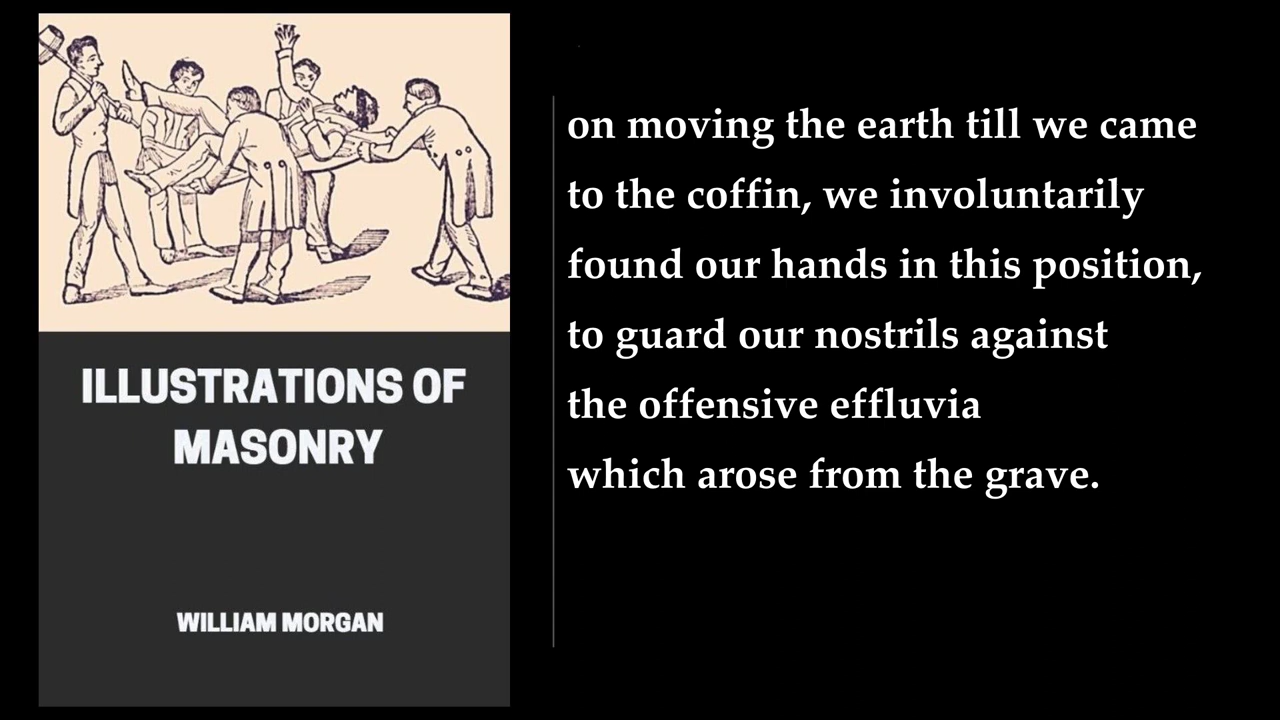 ILLUSTRATIONS OF
MASONRY
WILLIAM MORGAN
on moving the earth till we came
to the coffin, we involuntarily
found our hands in this position,
to guard our nostrils against
the offensive effluvia
which arose from the grave.